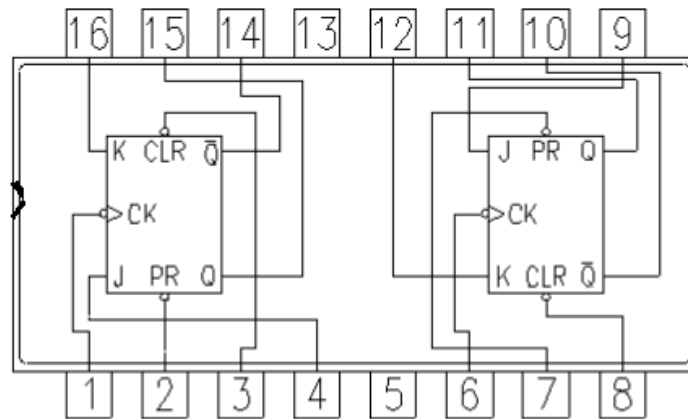 16 15 14 13 12 11 10 9
K CLR Q̅ J PR Q
CK CK
J PR Q K CLR Q̅
1 2 3 4 5 6 7 8